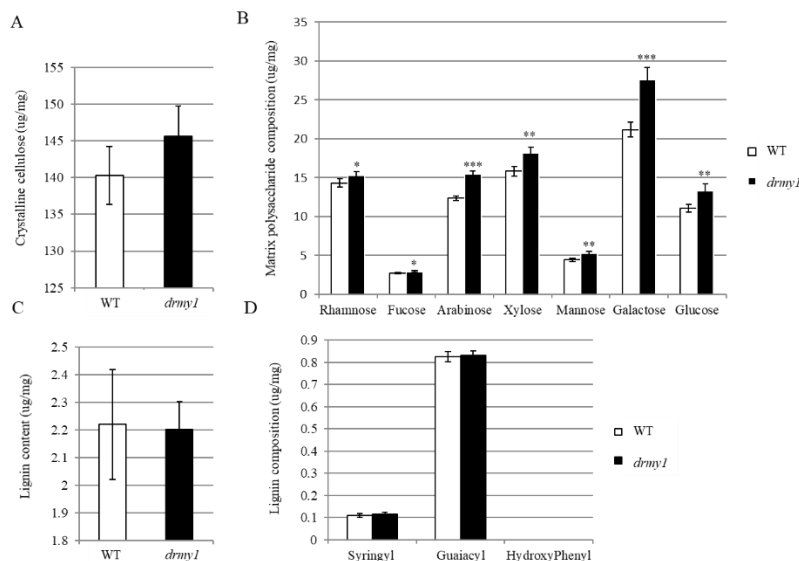 A
Crystalline cellulose (ug/mg)
155
150
145
140
135
130
125
WT
drmy1
B
Matrix polysaccharide composition (ug/mg)
35
30
25
20
15
10
5
0
*
*
***
**
**
***
**
Rhamnose Fucose Arabinose Xylose Mannose Galactose Glucose
WT
drmy1
C
Lignin content (ug/mg)
2.5
2.4
2.3
2.2
2.1
2
1.9
1.8
WT
drmy1
D
Lignin composition (ug/mg)
0.9
0.8
0.7
0.6
0.5
0.4
0.3
0.2
0.1
0
Syringyl Guaiacyl HydroxyPhenyl
WT
drmy1